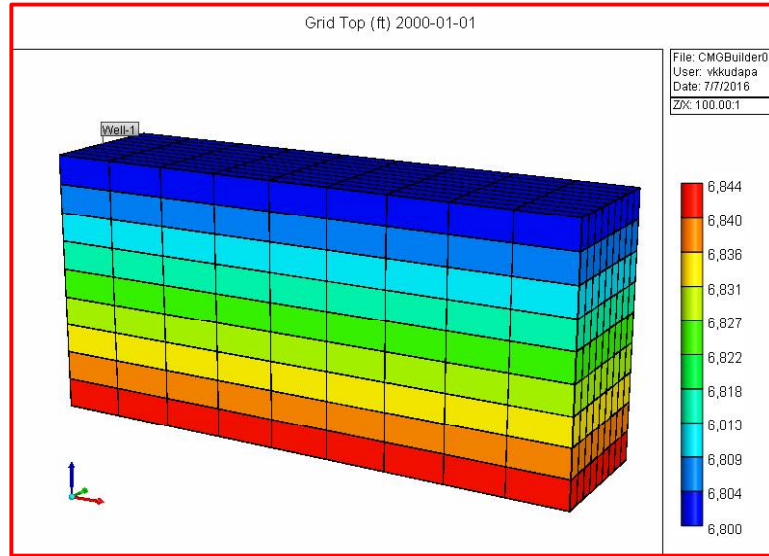 Grid Top (ft) 2000-01-01
File: CMGBuilder0
User: vkkudapa
Date: 7/7/2016
Z/X: 100.00:1
Well-1
6,844
6,840
6,836
6,831
6,827
6,822
6,818
6,013
6,809
6,804
6,800